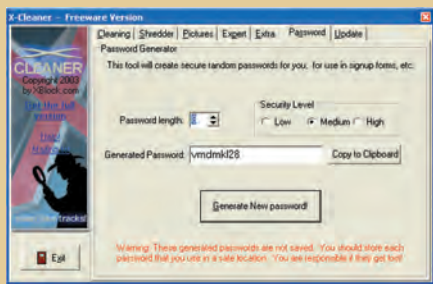 X-Cleaner - Freeware Version
Cleaning Shredder Pictures Expert Extra Password Update
Password Generator
This tool will create secure random passwords for you, for use in signup forms, etc.
CLEANER
Copyright 2003
by XBlock.com
Security Level
Password length:
Low Medium High
Generated Password: vmdmkl28 Copy to Clipboard
Generate New password!
tracks!
Exit
Warning: These generated passwords are not saved. You should store each
password that you use in a safe location. You are responsible if they get lost!